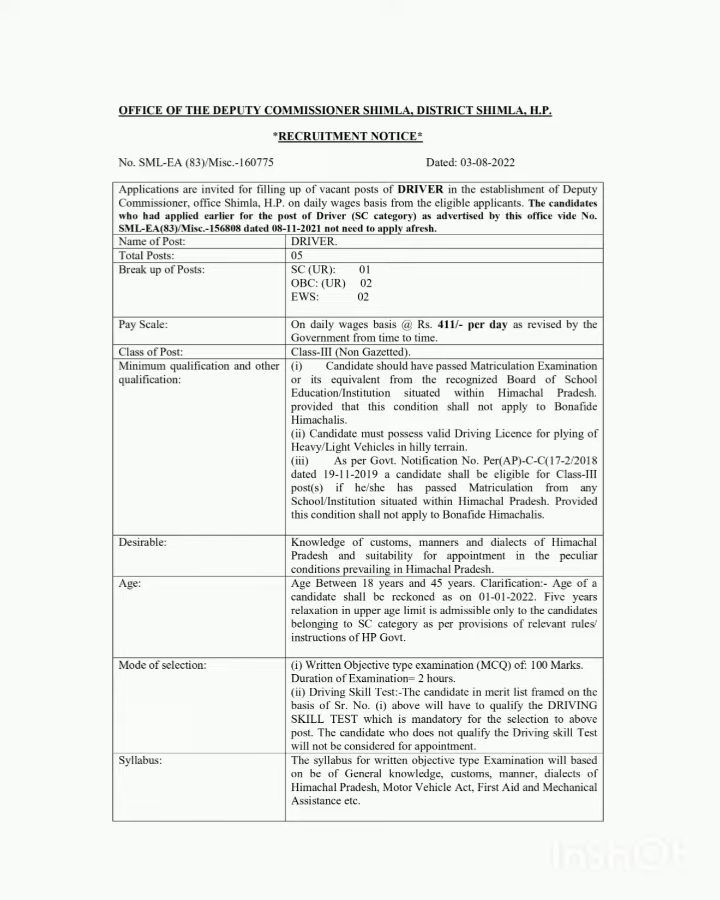 OFFICE OF THE DEPUTY COMMISSIONER SHIMLA, DISTRICT SHIMLA, H.P.
*RECRUITMENT NOTICE*
No. SML-EA (83)/Misc.-160775 Dated: 03-08-2022
Applications are invited for filling up of vacant posts of DRIVER in the establishment of Deputy
Commissioner, office Shimla, H.P. on daily wages basis from the eligible applicants. The candidates
who had applied earlier for the post of Driver (SC category) as advertised by this office vide No.
SML-EA(83)/Misc.-156808 dated 08-11-2021 not need to apply afresh.
Name of Post: DRIVER.
Total Posts: 05
Break up of Posts: SC (UR): 01
OBC: (UR) 02
EWS: 02
Pay Scale: On daily wages basis @ Rs. 411/- per day as revised by the
Government from time to time.
Class of Post: Class-III (Non Gazetted).
Minimum qualification and other (i) Candidate should have passed Matriculation Examination
qualification: or its equivalent from the recognized Board of School
Education/Institution situated within Himachal Pradesh.
provided that this condition shall not apply to Bonafide
Himachalis.
(ii) Candidate must possess valid Driving Licence for plying of
Heavy/Light Vehicles in hilly terrain.
(iii) As per Govt. Notification No. Per(AP)-C-C(17-2/2018
dated 19-11-2019 a candidate shall be eligible for Class-III
post(s) if he/she has passed Matriculation from any
School/Institution situated within Himachal Pradesh. Provided
this condition shall not apply to Bonafide Himachalis.
Desirable: Knowledge of customs, manners and dialects of Himachal
Pradesh and suitability for appointment in the peculiar
conditions prevailing in Himachal Pradesh.
Age: Age Between 18 years and 45 years. Clarification:- Age of a
candidate shall be reckoned as on 01-01-2022. Five years
relaxation in upper age limit is admissible only to the candidates
belonging to SC category as per provisions of relevant rules/
instructions of HP Govt.
Mode of selection: (i) Written Objective type examination (MCQ) of: 100 Marks.
Duration of Examination= 2 hours.
(ii) Driving Skill Test:-The candidate in merit list framed on the
basis of Sr. No. (i) above will have to qualify the DRIVING
SKILL TEST which is mandatory for the selection to above
post. The candidate who does not qualify the Driving skill Test
will not be considered for appointment.
Syllabus: The syllabus for written objective type Examination will based
on be of General knowledge, customs, manner, dialects of
Himachal Pradesh, Motor Vehicle Act, First Aid and Mechanical
Assistance etc.
InShOt